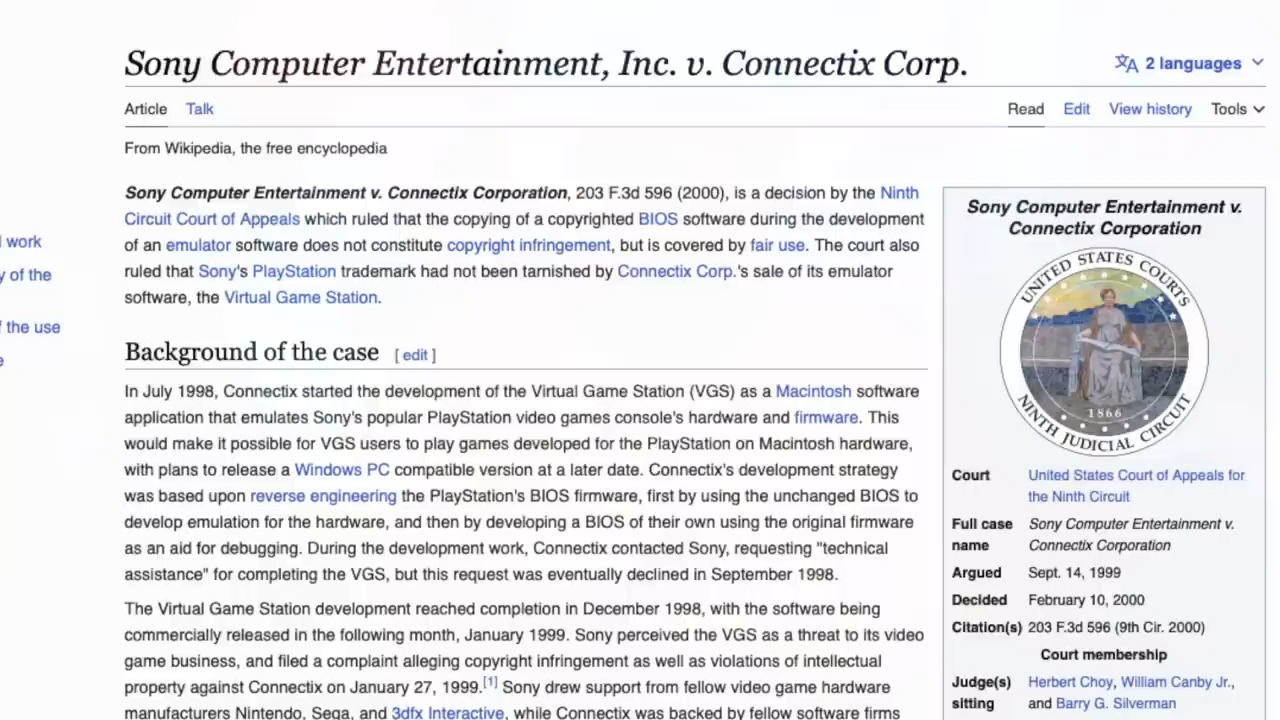 Sony Computer Entertainment, Inc. v. Connectix Corp.
2 languages
Article Talk
Read Edit View history Tools
From Wikipedia, the free encyclopedia
Sony Computer Entertainment v. Connectix Corporation, 203 F.3d 596 (2000), is a decision by the Ninth
Circuit Court of Appeals which ruled that the copying of a copyrighted BIOS software during the development
of an emulator software does not constitute copyright infringement, but is covered by fair use. The court also
ruled that Sony's PlayStation trademark had not been tarnished by Connectix Corp.'s sale of its emulator
software, the Virtual Game Station.
work
y of the
f the use
e
Background of the case [ edit ]
In July 1998, Connectix started the development of the Virtual Game Station (VGS) as a Macintosh software
application that emulates Sony's popular PlayStation video games console's hardware and firmware. This
would make it possible for VGS users to play games developed for the PlayStation on Macintosh hardware,
with plans to release a Windows PC compatible version at a later date. Connectix's development strategy
was based upon reverse engineering the PlayStation's BIOS firmware, first by using the unchanged BIOS to
develop emulation for the hardware, and then by developing a BIOS of their own using the original firmware
as an aid for debugging. During the development work, Connectix contacted Sony, requesting "technical
assistance" for completing the VGS, but this request was eventually declined in September 1998.
The Virtual Game Station development reached completion in December 1998, with the software being
commercially released in the following month, January 1999. Sony perceived the VGS as a threat to its video
game business, and filed a complaint alleging copyright infringement as well as violations of intellectual
property against Connectix on January 27, 1999.[1] Sony drew support from fellow video game hardware
manufacturers Nintendo, Sega, and 3dfx Interactive, while Connectix was backed by fellow software firms
Sony Computer Entertainment v.
Connectix Corporation
UNITED STATES COURTS
1866
NINTH JUDICIAL CIRCUIT
Court United States Court of Appeals for
the Ninth Circuit
Full case Sony Computer Entertainment v.
name Connectix Corporation
Argued Sept. 14, 1999
Decided February 10, 2000
Citation(s) 203 F.3d 596 (9th Cir. 2000)
Court membership
Judge(s) Herbert Choy, William Canby Jr.,
sitting and Barry G. Silverman